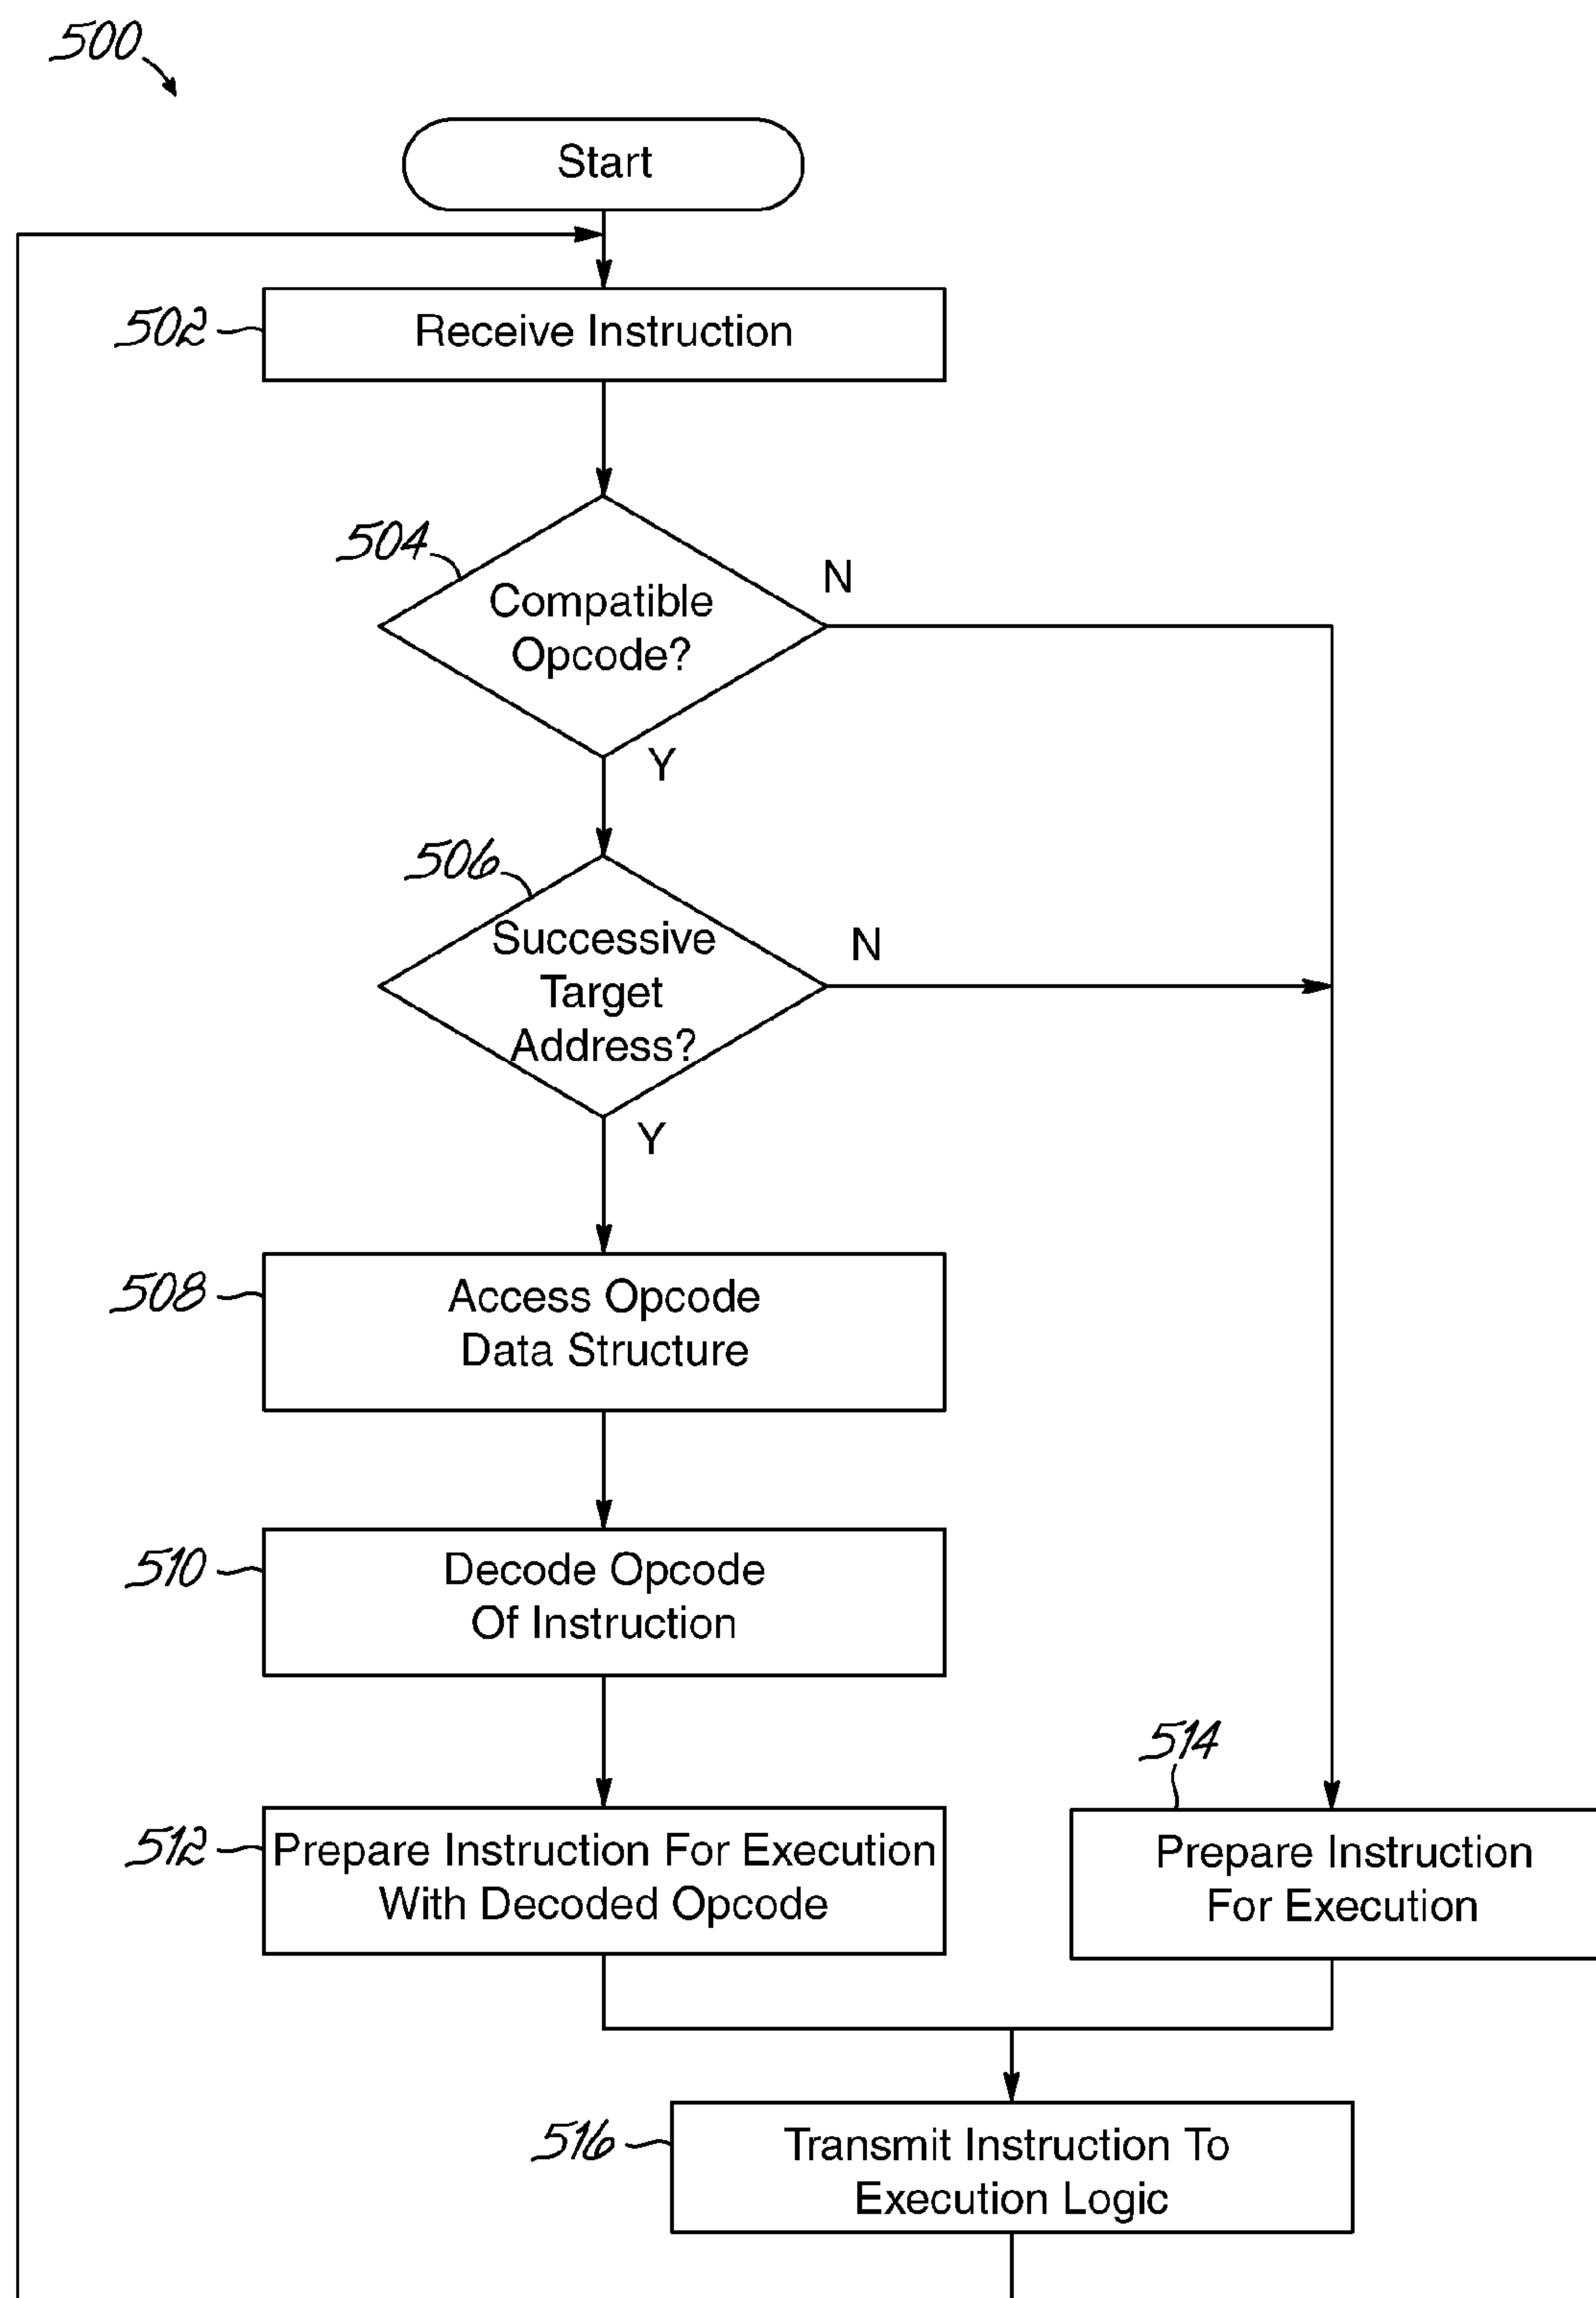 500
Start
502
Receive Instruction
504
Compatible
Opcode?
N
Y
506
Successive
Target
Address?
N
Y
508
Access Opcode
Data Structure
510
Decode Opcode
Of Instruction
512
Prepare Instruction For Execution
With Decoded Opcode
514
Prepare Instruction
For Execution
516
Transmit Instruction To
Execution Logic